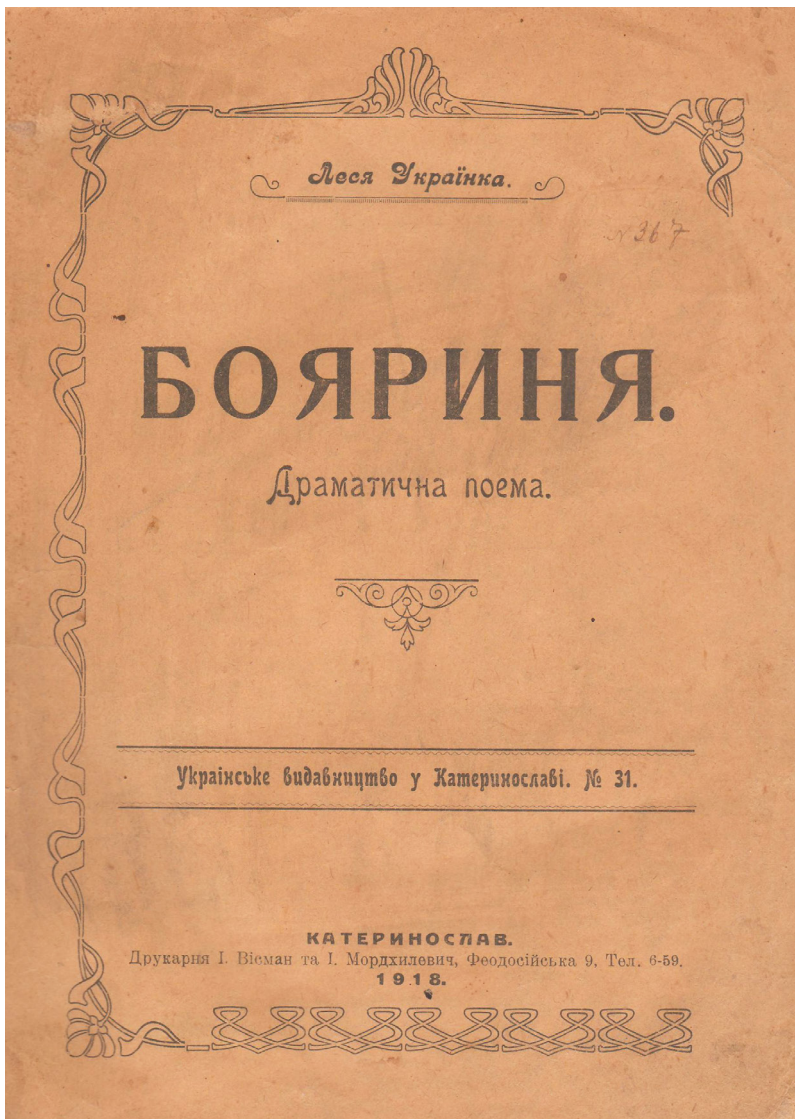 Леся Українка.
№ 367
БОЯРИНЯ.
Драматична поема.
Українське видавництво у Катеринославі. № 31.
КАТЕРИНОСЛАВ.
Друкарня І. Вісман та І. Мордхилевич, Феодосійська 9, Тел. 6-59.
1918.